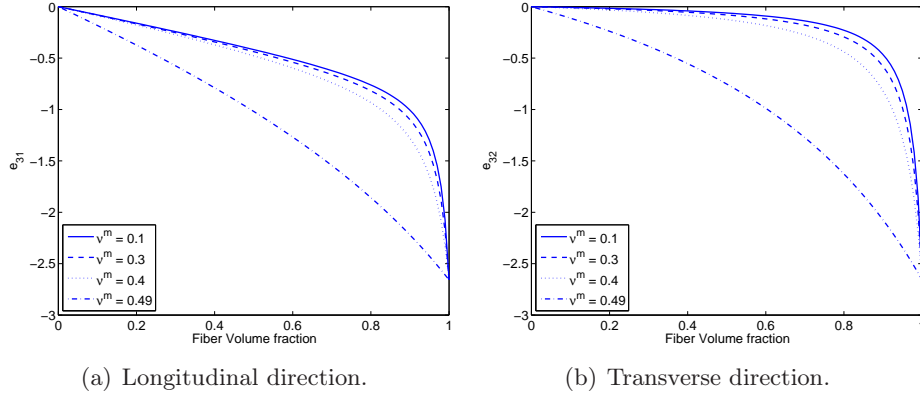 0
−0.5
−1
−1.5
−2
−2.5
−3
e31
0
0.2
0.4
0.6
0.8
1
Fiber Volume fraction
νm = 0.1
νm = 0.3
νm = 0.4
νm = 0.49
(a) Longitudinal direction.
0
−0.5
−1
−1.5
−2
−2.5
−3
e32
0
0.2
0.4
0.6
0.8
1
Fiber Volume fraction
νm = 0.1
νm = 0.3
νm = 0.4
νm = 0.49
(b) Transverse direction.